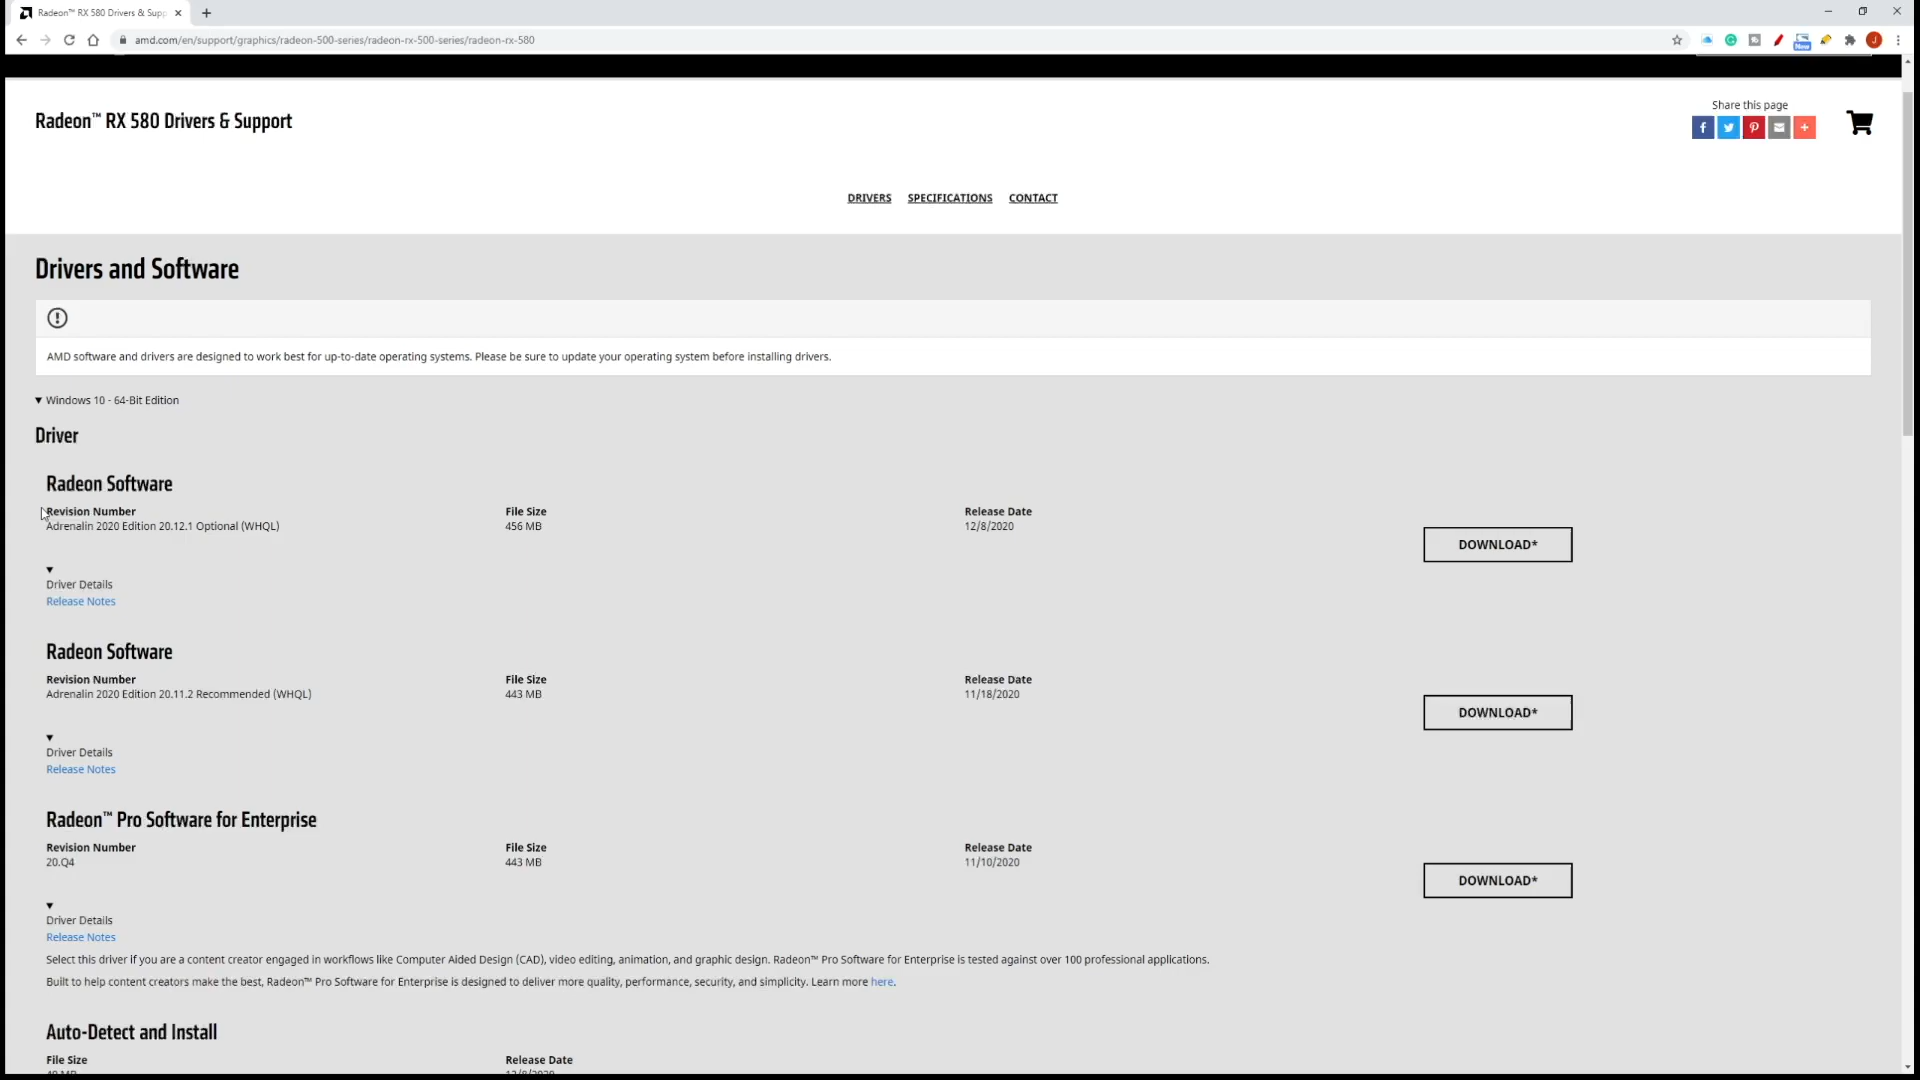 Radeon™ RX 580 Drivers & Supp
amd.com/en/support/graphics/radeon-500-series/radeon-rx-500-series/radeon-rx-580
New
J
Radeon™ RX 580 Drivers & Support
Share this page
DRIVERS SPECIFICATIONS CONTACT
Drivers and Software
AMD software and drivers are designed to work best for up-to-date operating systems. Please be sure to update your operating system before installing drivers.
Windows 10 - 64-Bit Edition
Driver
Radeon Software
Revision Number File Size Release Date
Adrenalin 2020 Edition 20.12.1 Optional (WHQL) 456 MB 12/8/2020
DOWNLOAD*
Driver Details
Release Notes
Radeon Software
Revision Number File Size Release Date
Adrenalin 2020 Edition 20.11.2 Recommended (WHQL) 443 MB 11/18/2020
DOWNLOAD*
Driver Details
Release Notes
Radeon™ Pro Software for Enterprise
Revision Number File Size Release Date
20.Q4 443 MB 11/10/2020
DOWNLOAD*
Driver Details
Release Notes
Select this driver if you are a content creator engaged in workflows like Computer Aided Design (CAD), video editing, animation, and graphic design. Radeon™ Pro Software for Enterprise is tested against over 100 professional applications.
Built to help content creators make the best, Radeon™ Pro Software for Enterprise is designed to deliver more quality, performance, security, and simplicity. Learn more here.
Auto-Detect and Install
File Size Release Date